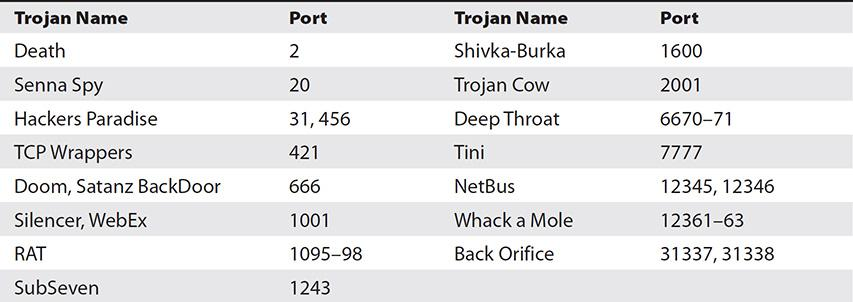 Trojan Name Port Trojan Name Port
Death 2 Shivka-Burka 1600
Senna Spy 20 Trojan Cow 2001
Hackers Paradise 31, 456 Deep Throat 6670–71
TCP Wrappers 421 Tini 7777
Doom, Satanz BackDoor 666 NetBus 12345, 12346
Silencer, WebEx 1001 Whack a Mole 12361–63
RAT 1095–98 Back Orifice 31337, 31338
SubSeven 1243